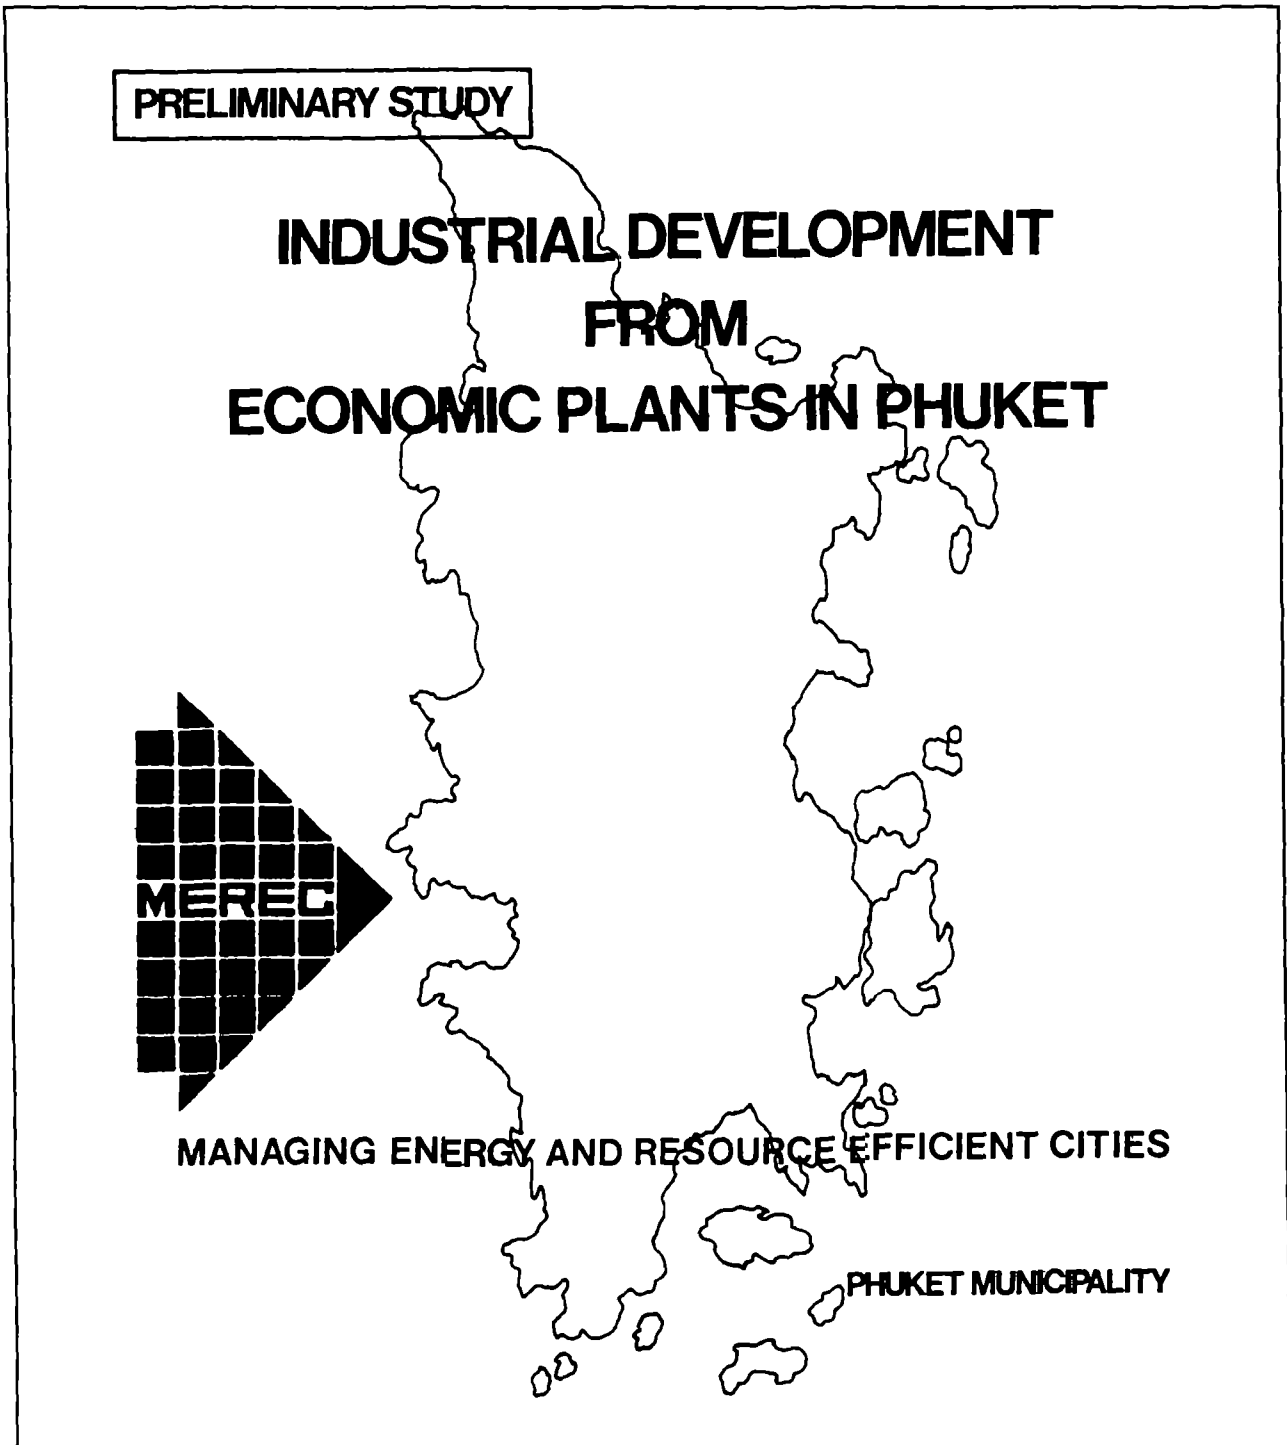 PRELIMINARY STUDY
INDUSTRIAL DEVELOPMENT
FROM
ECONOMIC PLANTS IN PHUKET
MEREC
MANAGING ENERGY AND RESOURCE EFFICIENT CITIES
PHUKET MUNICIPALITY